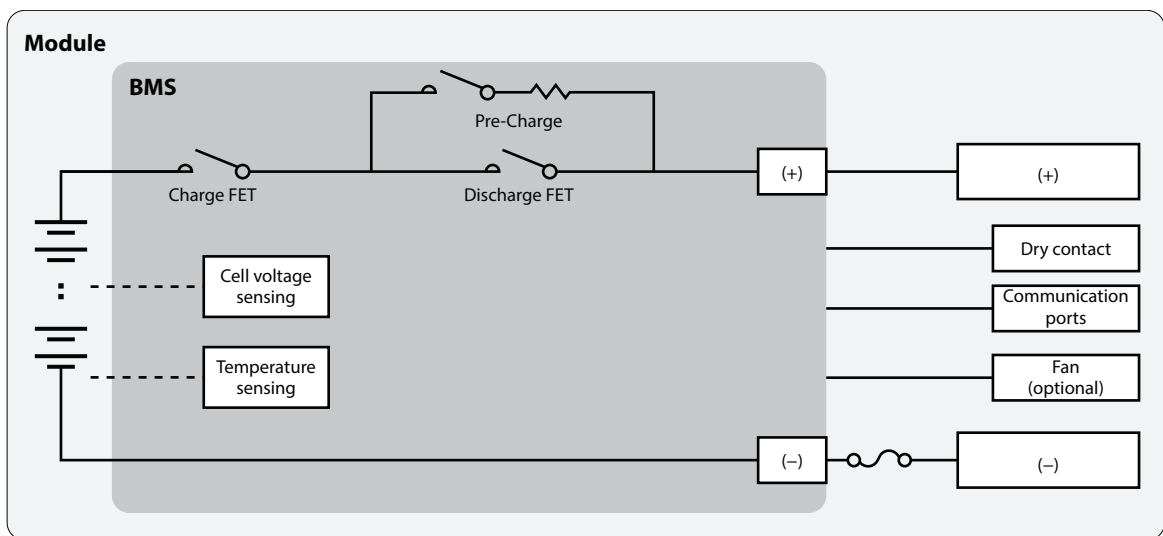 Module
BMS
Pre-Charge
Charge FET
Discharge FET
(+)
(+)
Dry contact
Cell voltage
sensing
Communication
ports
Temperature
sensing
Fan
(optional)
(−)
(−)